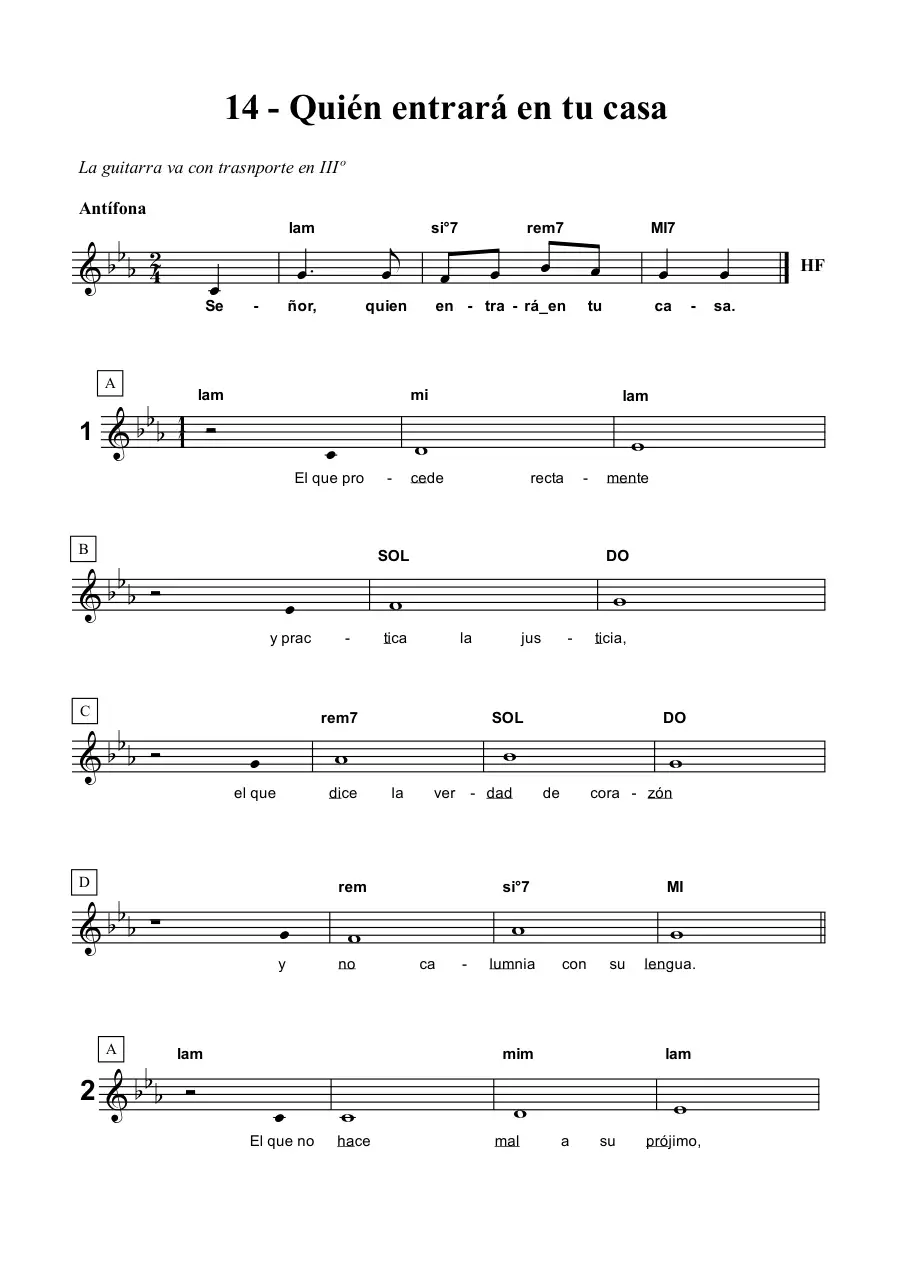 14 - Quién entrará en tu casa
La guitarra va con trasnporte en IIIº
Antífona
lam si°7 rem7 MI7
2
4
HF
Se - ñor, quien en - tra - rá_en tu ca - sa.
A
lam mi lam
1
El que pro - cede recta - mente
B
SOL DO
y prac - tica la jus - ticia,
C
rem7 SOL DO
el que dice la ver - dad de cora - zón
D
rem si°7 MI
y no ca - lumnia con su lengua.
A
lam mim lam
2
El que no hace mal a su prójimo,